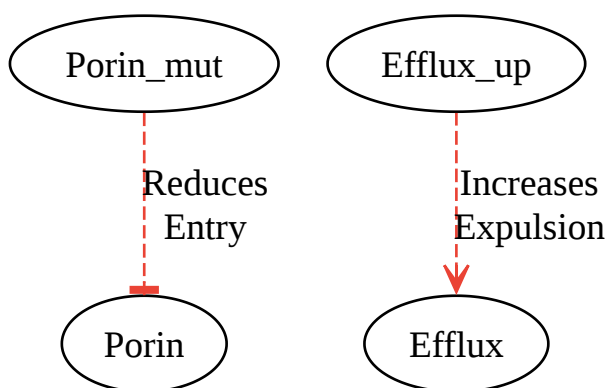 Porin_mut
Efflux_up
Reduces
Entry
Increases
Expulsion
Porin
Efflux